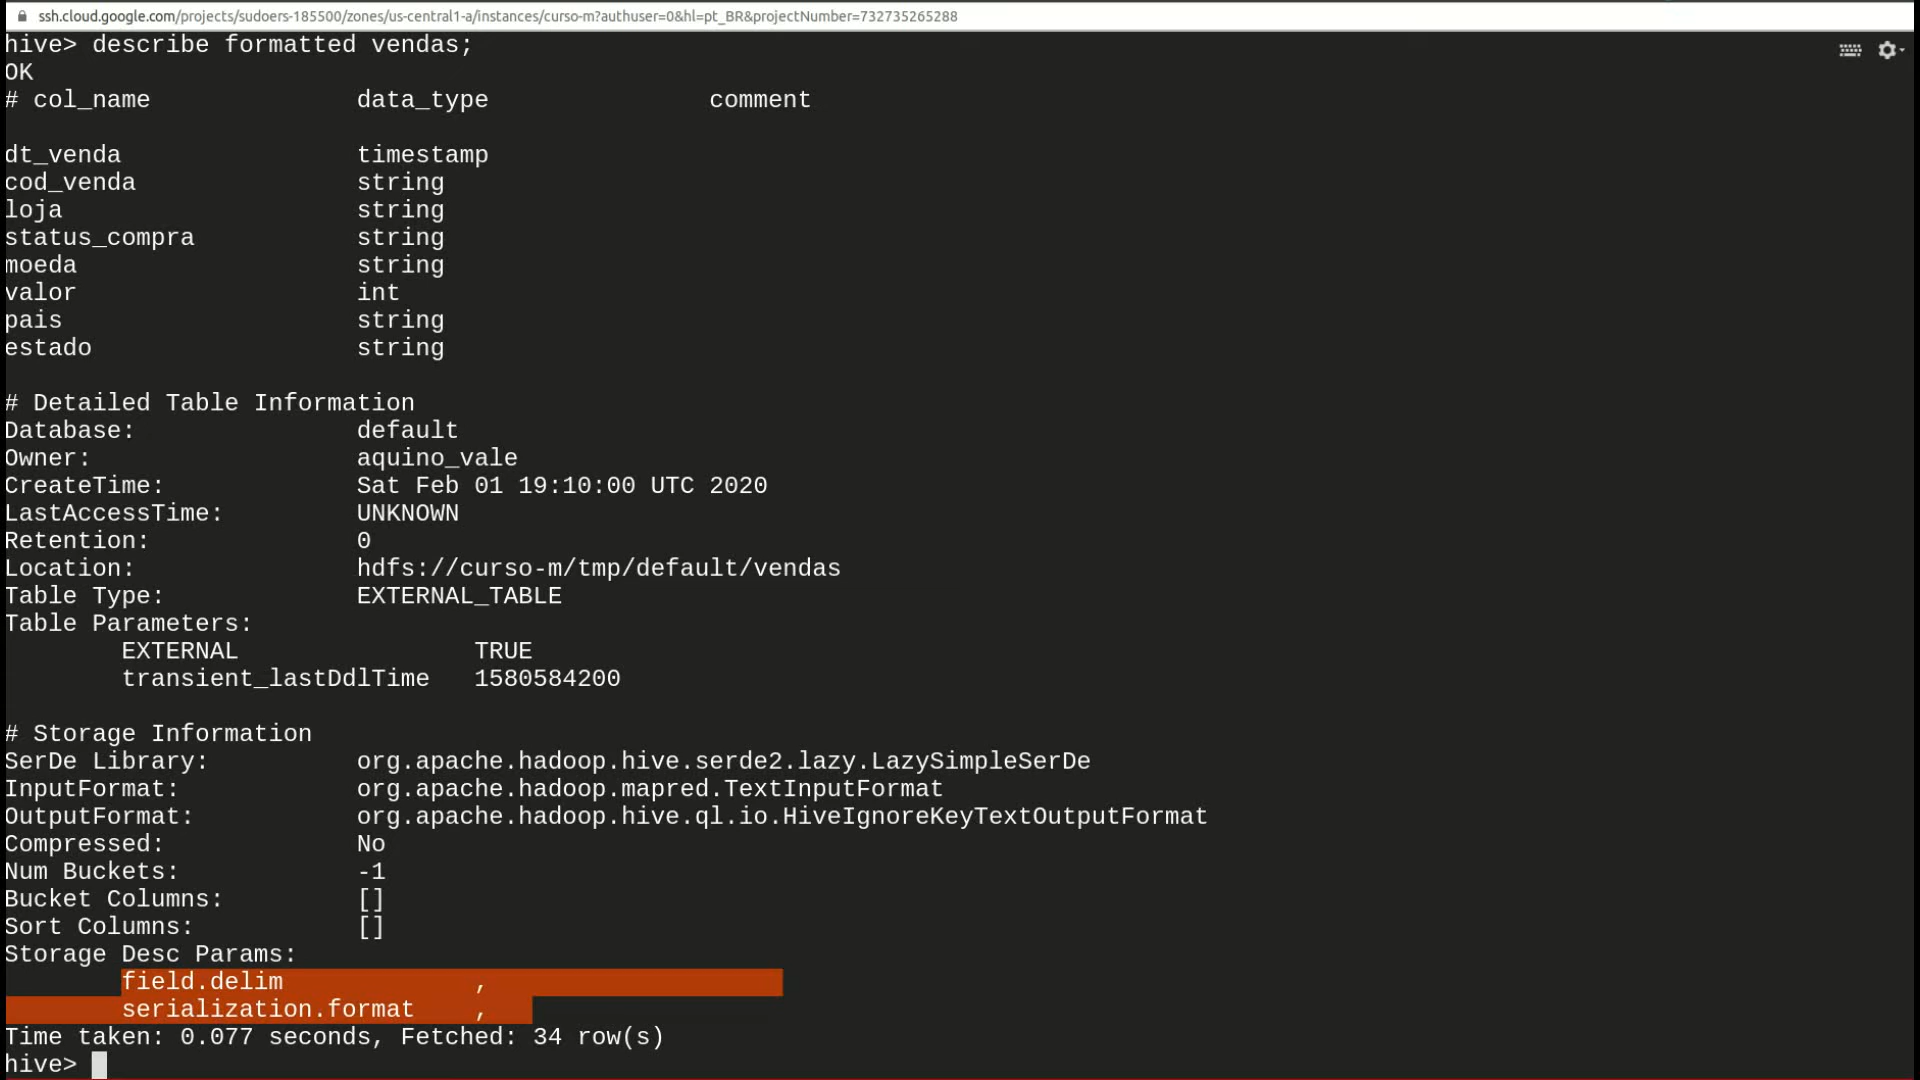 ssh.cloud.google.com/projects/sudoers-185500/zones/us-central1-a/instances/curso-m?authuser=0&hl=pt_BR&projectNumber=732735265288
hive> describe formatted vendas;
OK
# col_name data_type comment
dt_venda timestamp
cod_venda string
loja string
status_compra string
moeda string
valor int
pais string
estado string
# Detailed Table Information
Database: default
Owner: aquino_vale
CreateTime: Sat Feb 01 19:10:00 UTC 2020
LastAccessTime: UNKNOWN
Retention: 0
Location: hdfs://curso-m/tmp/default/vendas
Table Type: EXTERNAL_TABLE
Table Parameters:
EXTERNAL TRUE
transient_lastDdlTime 1580584200
# Storage Information
SerDe Library: org.apache.hadoop.hive.serde2.lazy.LazySimpleSerDe
InputFormat: org.apache.hadoop.mapred.TextInputFormat
OutputFormat: org.apache.hadoop.hive.ql.io.HiveIgnoreKeyTextOutputFormat
Compressed: No
Num Buckets: -1
Bucket Columns: []
Sort Columns: []
Storage Desc Params:
field.delim ,
serialization.format ,
Time taken: 0.077 seconds, Fetched: 34 row(s)
hive>